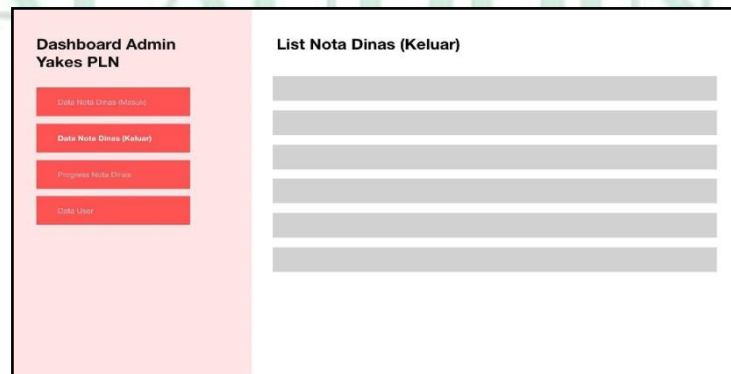 Dashboard Admin
Yakes PLN
Data Nota Dinas (Masuk)
Data Nota Dinas (Keluar)
Progress Nota Dinas
Data User
List Nota Dinas (Keluar)